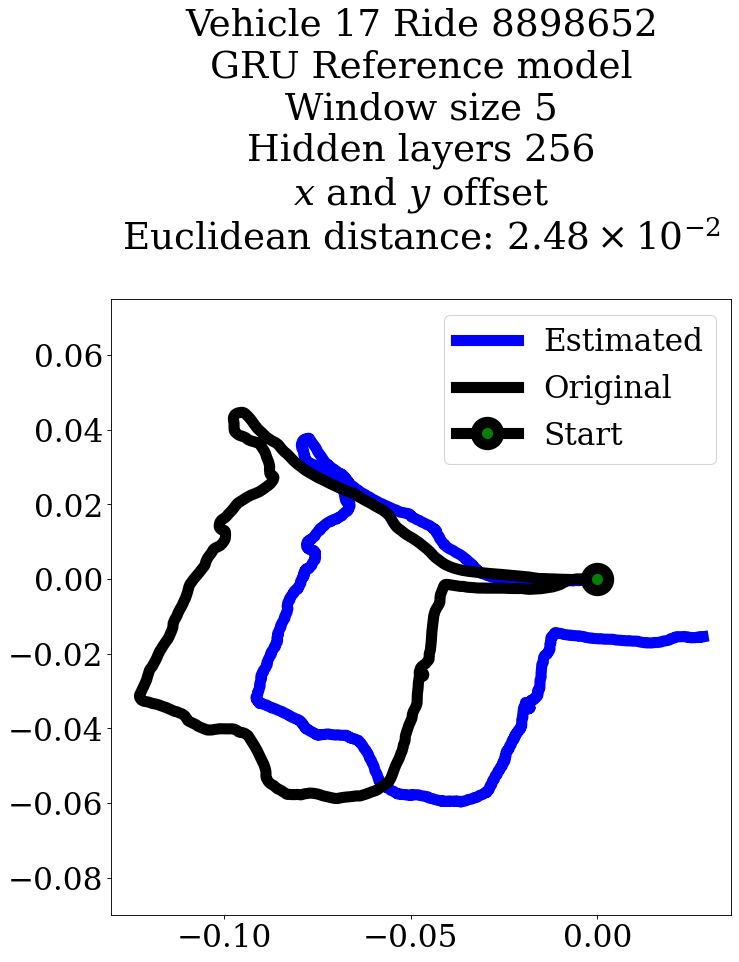 Vehicle 17 Ride 8898652
GRU Reference model
Window size 5
Hidden layers 256
x and y offset
Euclidean distance: 2.48 × 10⁻²
Estimated
Original
Start
0.06
0.04
0.02
0.00
−0.02
−0.04
−0.06
−0.08
−0.10
−0.05
0.00